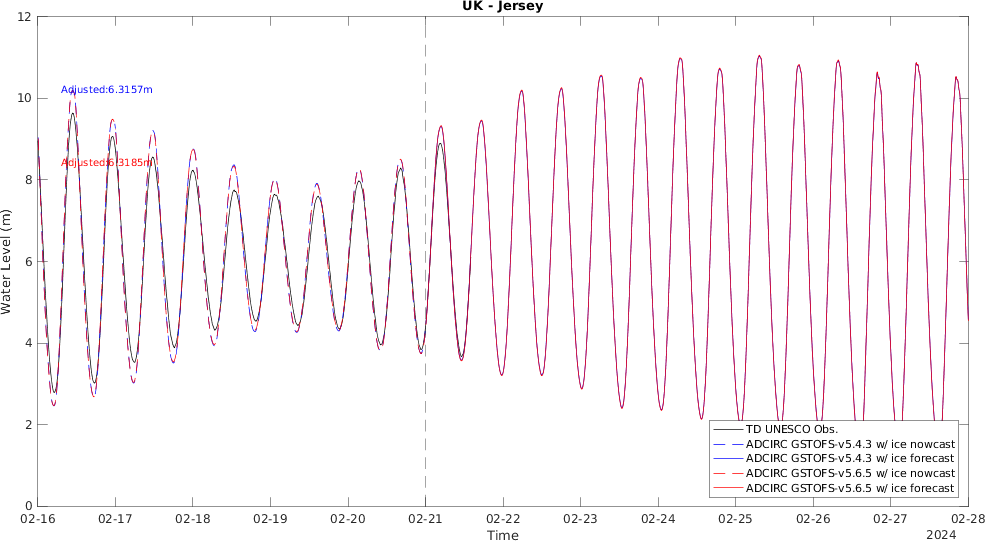 UK - Jersey
12
10
8
6
4
2
0
Water Level (m)
Adjusted:6.3157m
Adjusted:6.3185m
TD UNESCO Obs.
ADCIRC GSTOFS-v5.4.3 w/ ice nowcast
ADCIRC GSTOFS-v5.4.3 w/ ice forecast
ADCIRC GSTOFS-v5.6.5 w/ ice nowcast
ADCIRC GSTOFS-v5.6.5 w/ ice forecast
02-16 02-17 02-18 02-19 02-20 02-21 02-22 02-23 02-24 02-25 02-26 02-27 02-28
Time
2024